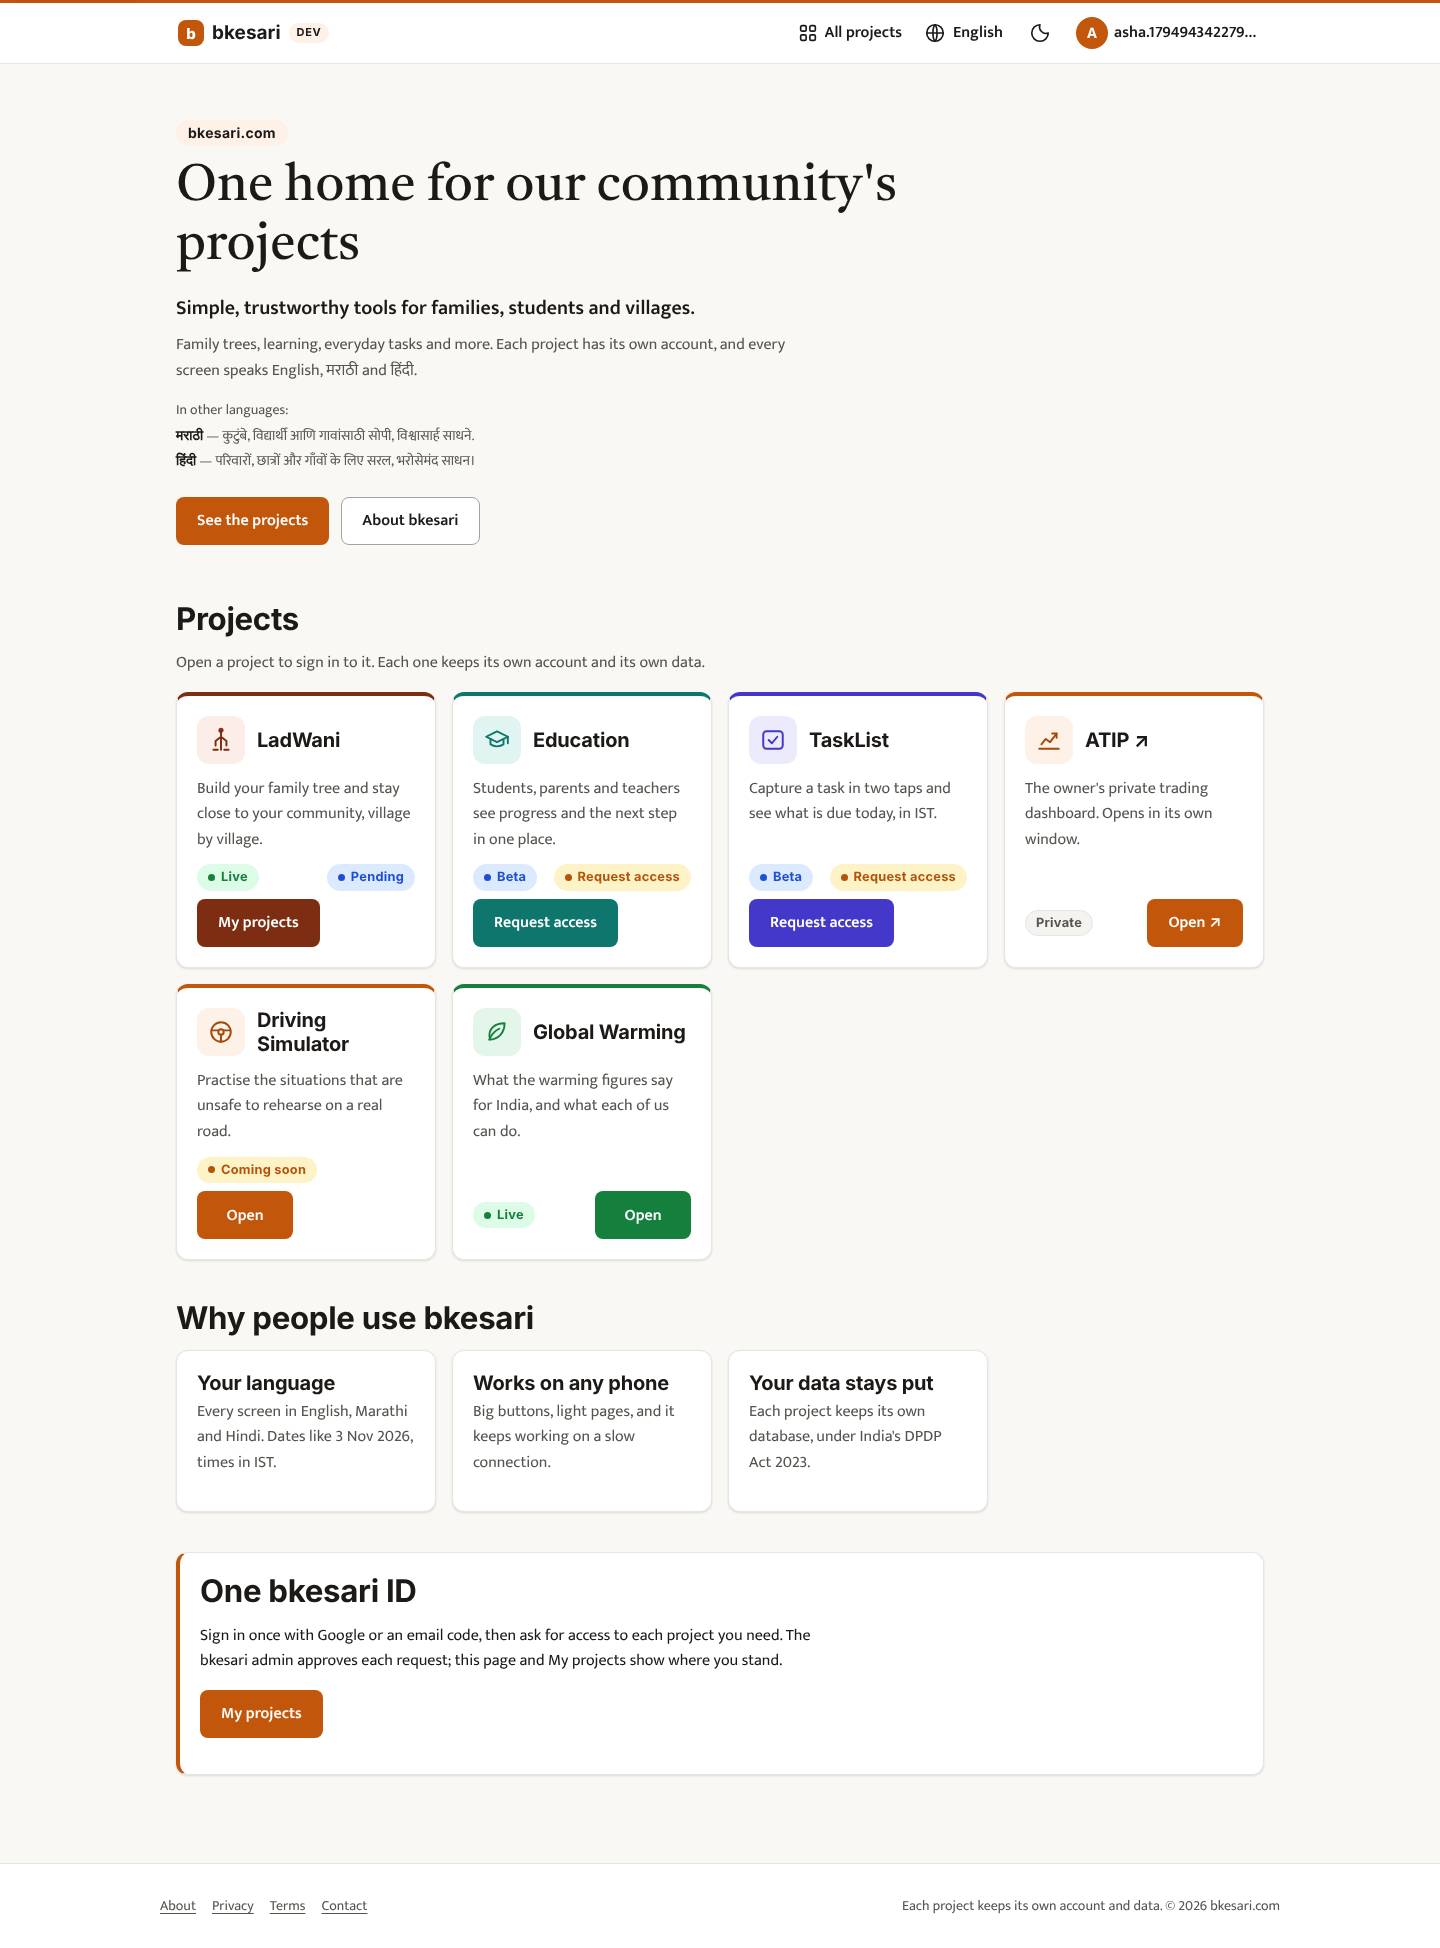 b bkesari DEV
All projects
English
A asha.179494342279...
bkesari.com
One home for our community's
projects
Simple, trustworthy tools for families, students and villages.
Family trees, learning, everyday tasks and more. Each project has its own account, and every
screen speaks English, मराठी and हिंदी.
In other languages:
मराठी — कुटुंबे, विद्यार्थी आणि गावांसाठी सोपी, विश्वासार्ह साधने.
हिंदी — परिवारों, छात्रों और गाँवों के लिए सरल, भरोसेमंद साधन।
See the projects
About bkesari
Projects
Open a project to sign in to it. Each one keeps its own account and its own data.
LadWani
Build your family tree and stay
close to your community, village
by village.
Live
Pending
My projects
Education
Students, parents and teachers
see progress and the next step
in one place.
Beta
Request access
Request access
TaskList
Capture a task in two taps and
see what is due today, in IST.
Beta
Request access
Request access
ATIP
The owner's private trading
dashboard. Opens in its own
window.
Private
Open
Driving
Simulator
Practise the situations that are
unsafe to rehearse on a real
road.
Coming soon
Open
Global Warming
What the warming figures say
for India, and what each of us
can do.
Live
Open
Why people use bkesari
Your language
Every screen in English, Marathi
and Hindi. Dates like 3 Nov 2026,
times in IST.
Works on any phone
Big buttons, light pages, and it
keeps working on a slow
connection.
Your data stays put
Each project keeps its own
database, under India's DPDP
Act 2023.
One bkesari ID
Sign in once with Google or an email code, then ask for access to each project you need. The
bkesari admin approves each request; this page and My projects show where you stand.
My projects
About
Privacy
Terms
Contact
Each project keeps its own account and data. © 2026 bkesari.com